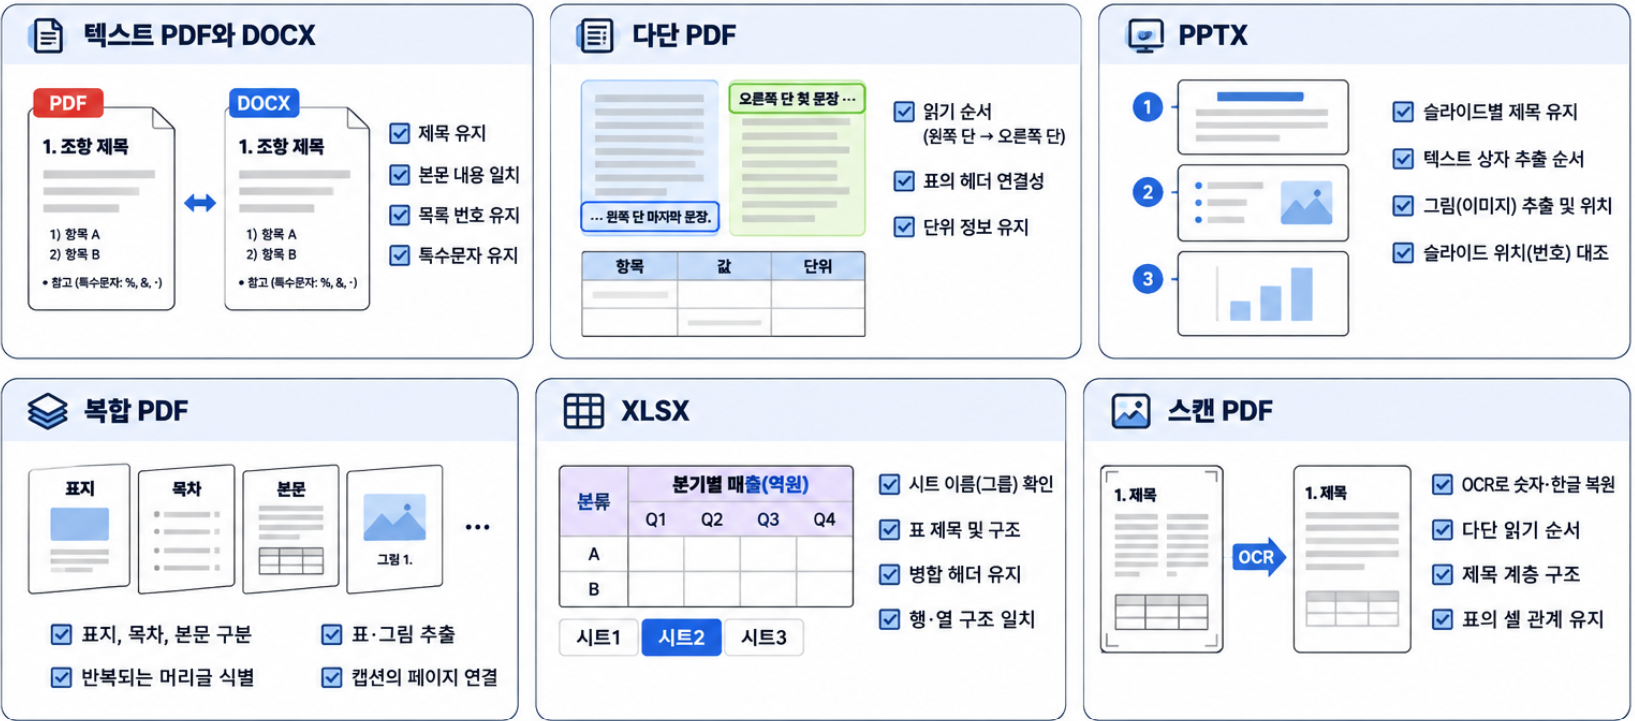 텍스트 PDF와 DOCX
PDF
1. 조항 제목
1) 항목 A
2) 항목 B
• 참고 (특수문자: %, &, ·)
DOCX
1. 조항 제목
1) 항목 A
2) 항목 B
• 참고 (특수문자: %, &, ·)
제목 유지
본문 내용 일치
목록 번호 유지
특수문자 유지
다단 PDF
... 왼쪽 단 마지막 문장.
오른쪽 단 첫 문장 ...
항목 값 단위
읽기 순서
(왼쪽 단 → 오른쪽 단)
표의 헤더 연결성
단위 정보 유지
PPTX
1
2
3
슬라이드별 제목 유지
텍스트 상자 추출 순서
그림(이미지) 추출 및 위치
슬라이드 위치(번호) 대조
복합 PDF
표지
목차
본문
그림 1.
...
표지, 목차, 본문 구분
표·그림 추출
반복되는 머리글 식별
캡션의 페이지 연결
XLSX
분류
분기별 매출(억원)
Q1 Q2 Q3 Q4
A
B
시트1 시트2 시트3
시트 이름(그룹) 확인
표 제목 및 구조
병합 헤더 유지
행·열 구조 일치
스캔 PDF
1. 제목
OCR
1. 제목
OCR로 숫자·한글 복원
다단 읽기 순서
제목 계층 구조
표의 셀 관계 유지